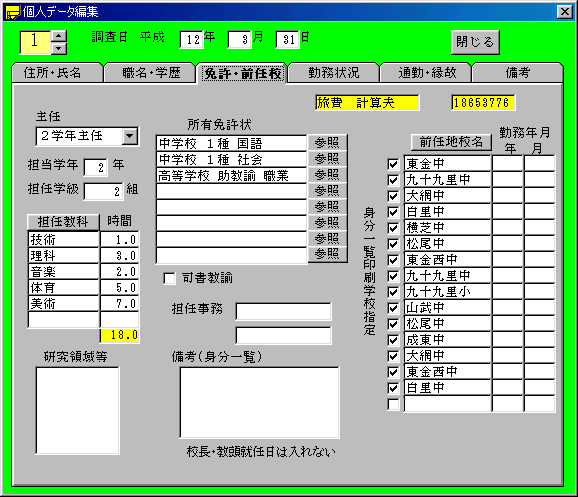 個人データ編集
1 調査日 平成 12年 3月 31日 閉じる
住所・氏名 職名・学歴 免許・前任校 勤務状況 通勤・縁故 備考
旅費 計算夫 18653776
主任
2学年主任
担当学年 2 年
担任学級 2 組
担任教科 時間
技術 1.0
理科 3.0
音楽 2.0
体育 5.0
美術 7.0
18.0
研究領域等
所有免許状
中学校 1種 国語 参照
中学校 1種 社会 参照
高等学校 助教諭 職業 参照
参照
参照
参照
参照
参照
司書教諭
担任事務
備考(身分一覧)
校長・教頭就任日は入れない
身分一覧印刷学校指定
前任地校名 勤務年月
年 月
東金中
九十九里中
大網中
白里中
横芝中
松尾中
東金西中
九十九里中
九十九里小
山武中
松尾中
成東中
大網中
東金西中
白里中